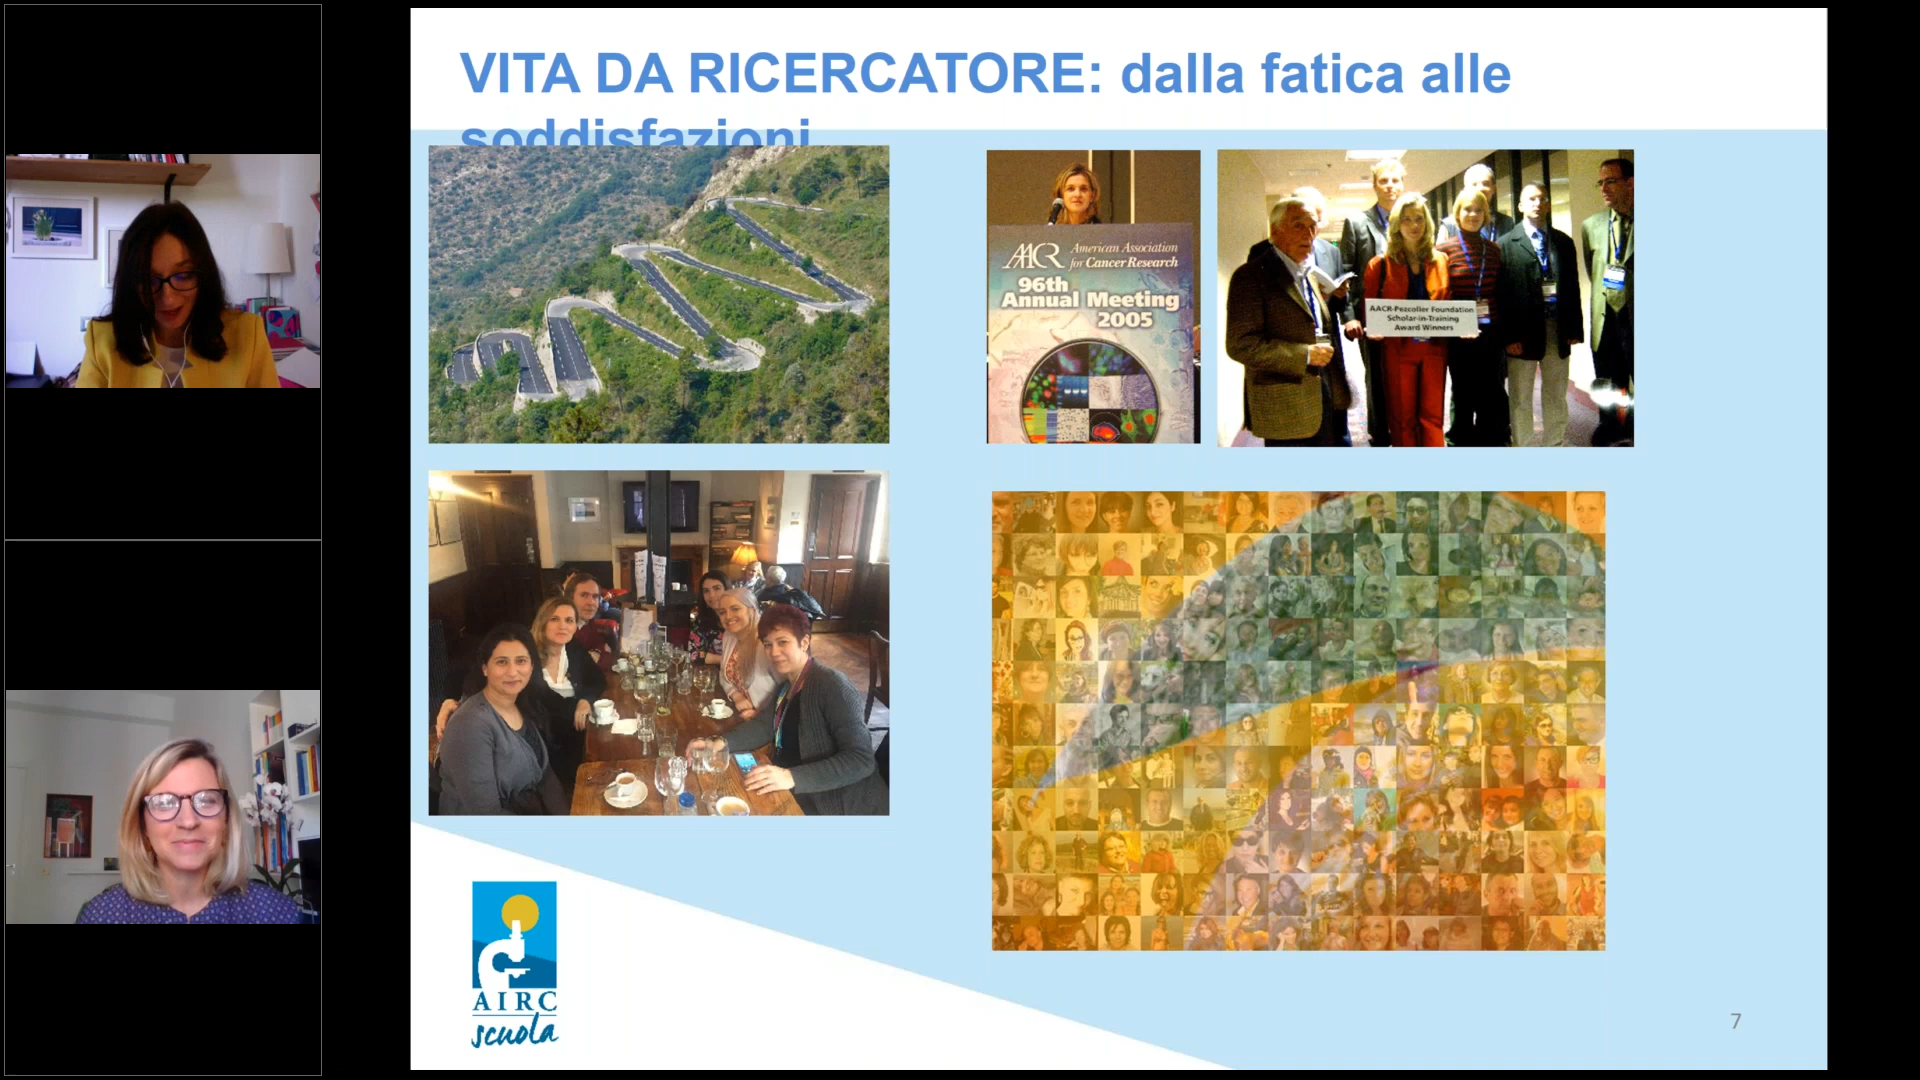 VITA DA RICERCATORE: dalla fatica alle
soddisfazioni
AACR American Association
for Cancer Research
96th
Annual Meeting
2005
AACR-Pezcoller Foundation
Scholar-in-Training
Award Winners
AIRC
scuola
7